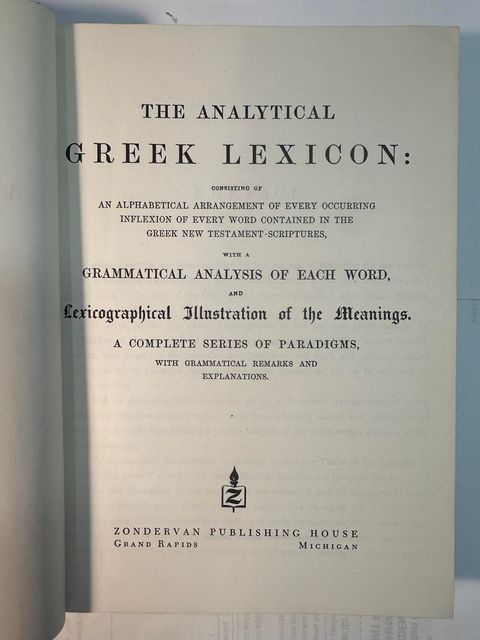 THE ANALYTICAL
GREEK LEXICON:
CONSISTING OF
AN ALPHABETICAL ARRANGEMENT OF EVERY OCCURRING
INFLEXION OF EVERY WORD CONTAINED IN THE
GREEK NEW TESTAMENT-SCRIPTURES,
WITH A
GRAMMATICAL ANALYSIS OF EACH WORD,
AND
Lexicographical Illustration of the Meanings.
A COMPLETE SERIES OF PARADIGMS,
WITH GRAMMATICAL REMARKS AND
EXPLANATIONS.
Z
ZONDERVAN PUBLISHING HOUSE
GRAND RAPIDS MICHIGAN